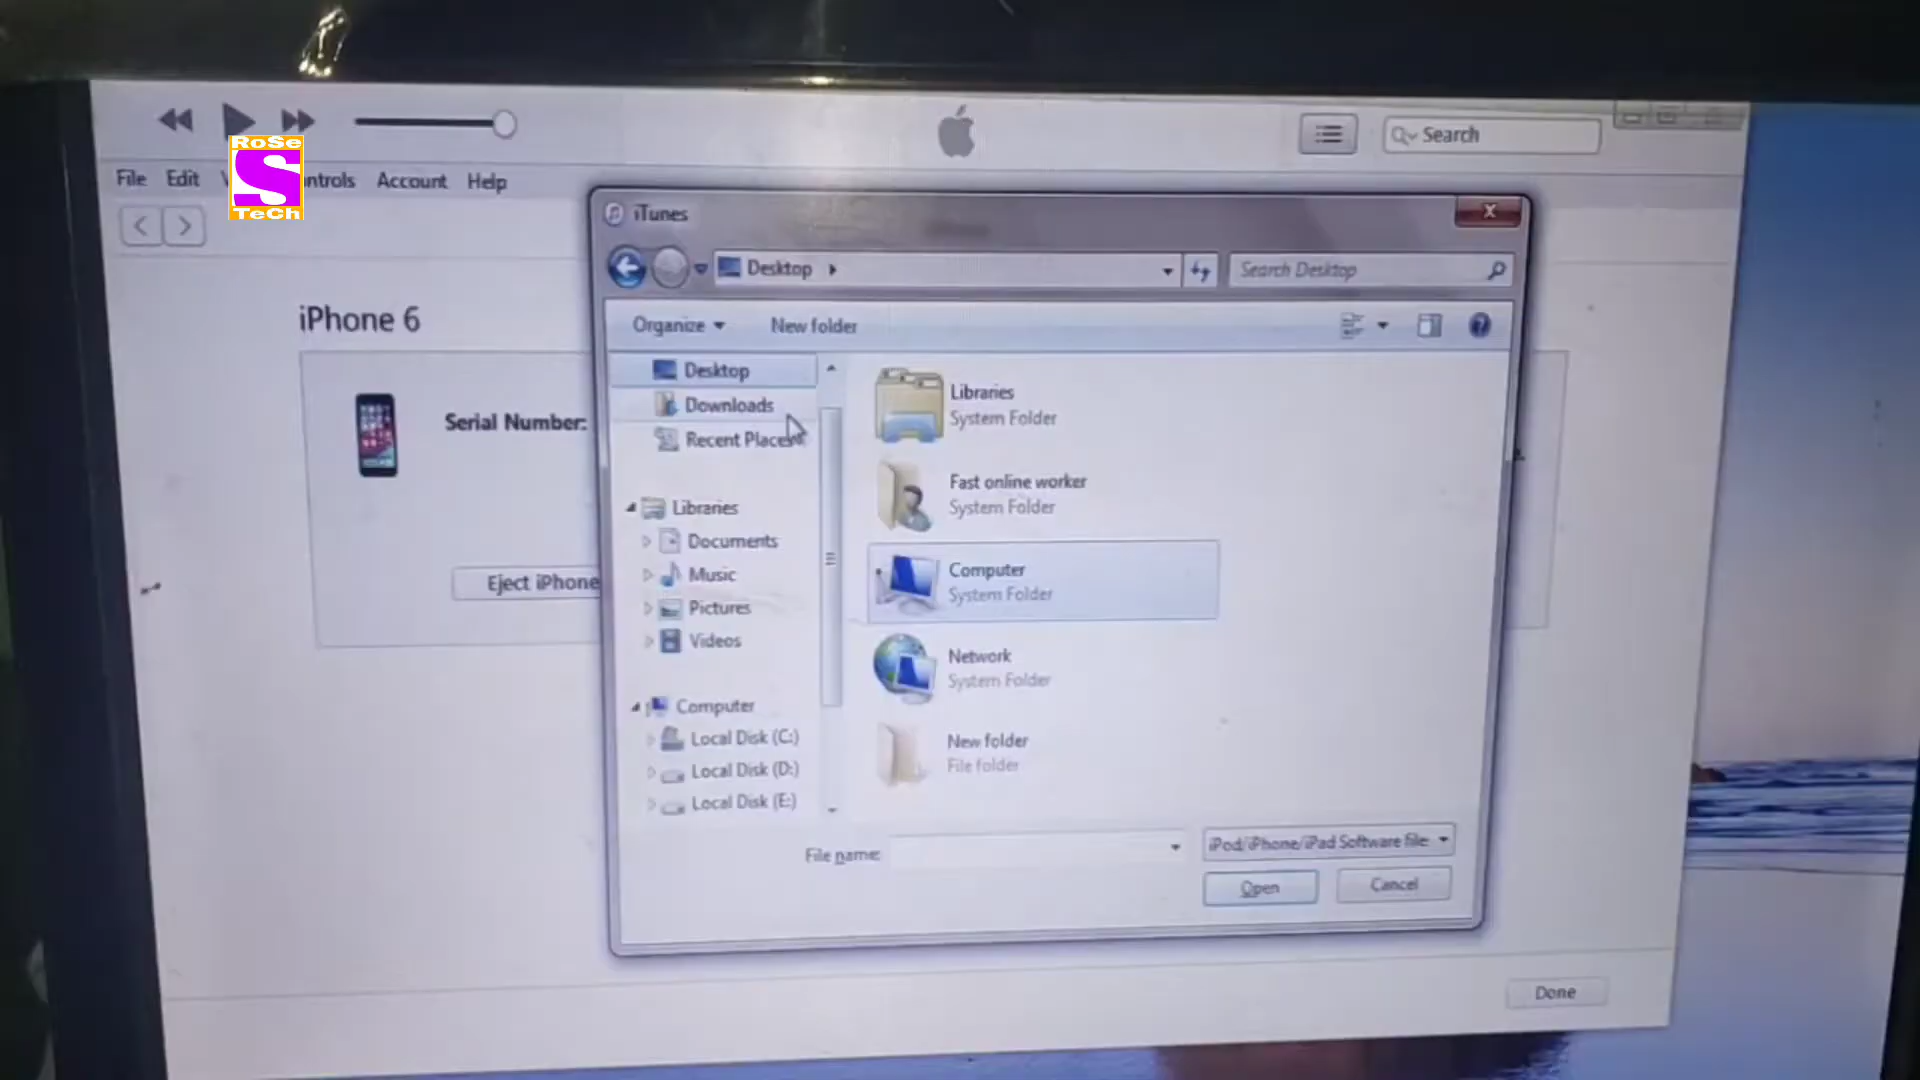 Search
RoSe
S
TeCh
File Edit ntrols Account Help
iTunes
Desktop
Search Desktop
Organize New folder
iPhone 6
Serial Number:
Eject iPhone
Desktop
Downloads
Recent Places
Libraries
Documents
Music
Pictures
Videos
Computer
Local Disk (C:)
Local Disk (D:)
Local Disk (E:)
Libraries
System Folder
Fast online worker
System Folder
Computer
System Folder
Network
System Folder
New folder
File folder
File name:
iPod/iPhone/iPad Software file
Open Cancel
Done